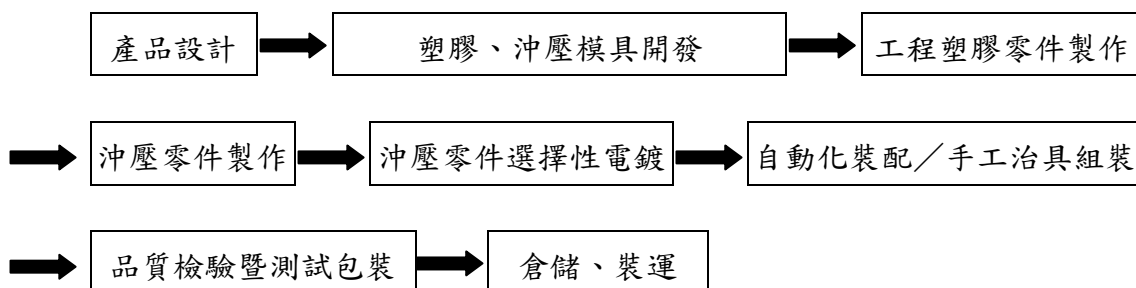 產品設計 塑膠、沖壓模具開發 工程塑膠零件製作
沖壓零件製作 沖壓零件選擇性電鍍 自動化裝配／手工治具組裝
品質檢驗暨測試包裝 倉儲、裝運